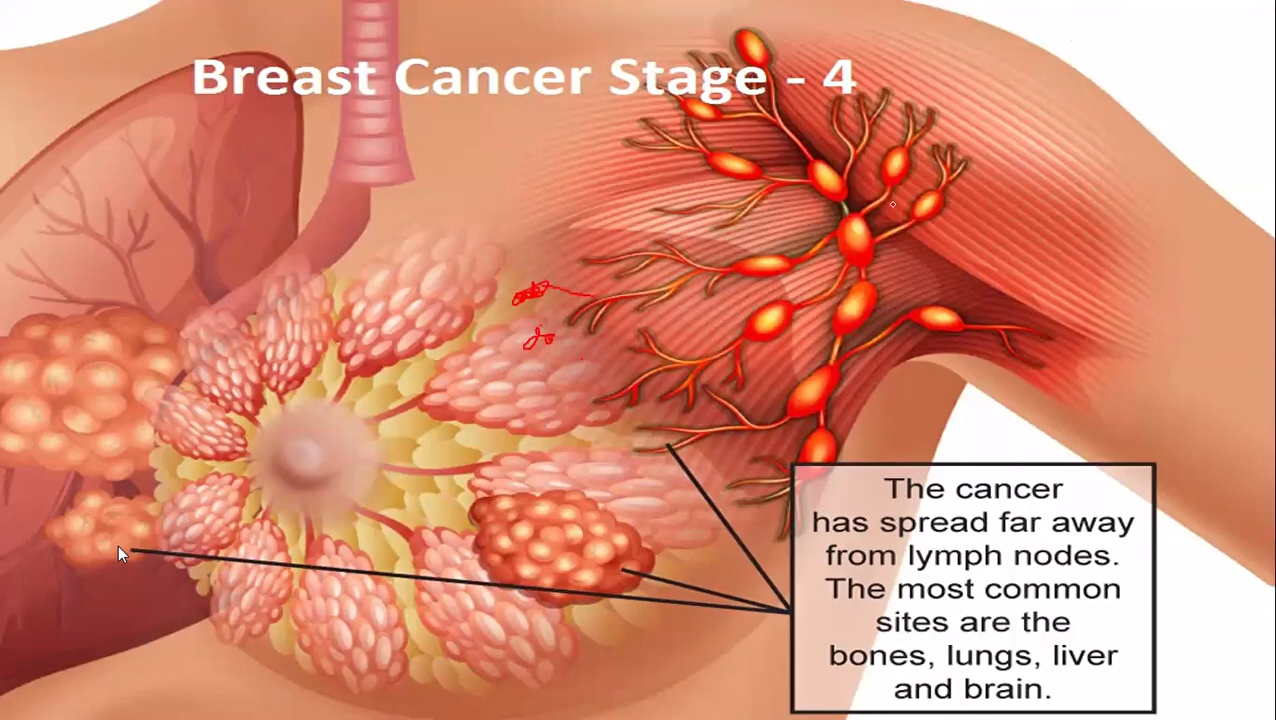 Breast Cancer Stage - 4
The cancer
has spread far away
from lymph nodes.
The most common
sites are the
bones, lungs, liver
and brain.